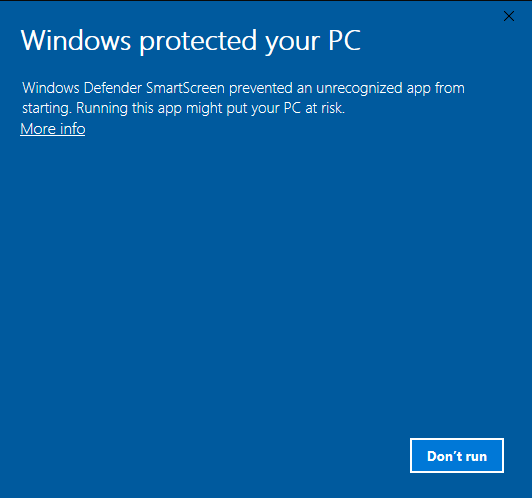 Windows protected your PC
Windows Defender SmartScreen prevented an unrecognized app from
starting. Running this app might put your PC at risk.
More info
Don't run